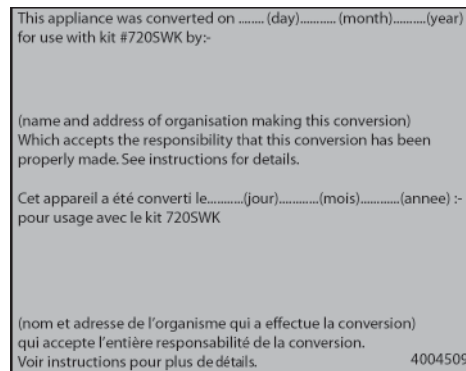 This appliance was converted on ........ (day)........... (month)..........(year)
for use with kit #720SWK by:-
(name and address of organisation making this conversion)
Which accepts the responsibility that this conversion has been
properly made. See instructions for details.
Cet appareil a été converti le...........(jour)............(mois)............(annee) :-
pour usage avec le kit 720SWK
(nom et adresse de l'organisme qui a effectue la conversion)
qui accepte l'entière responsabilité de la conversion.
Voir instructions pour plus de détails. 4004509